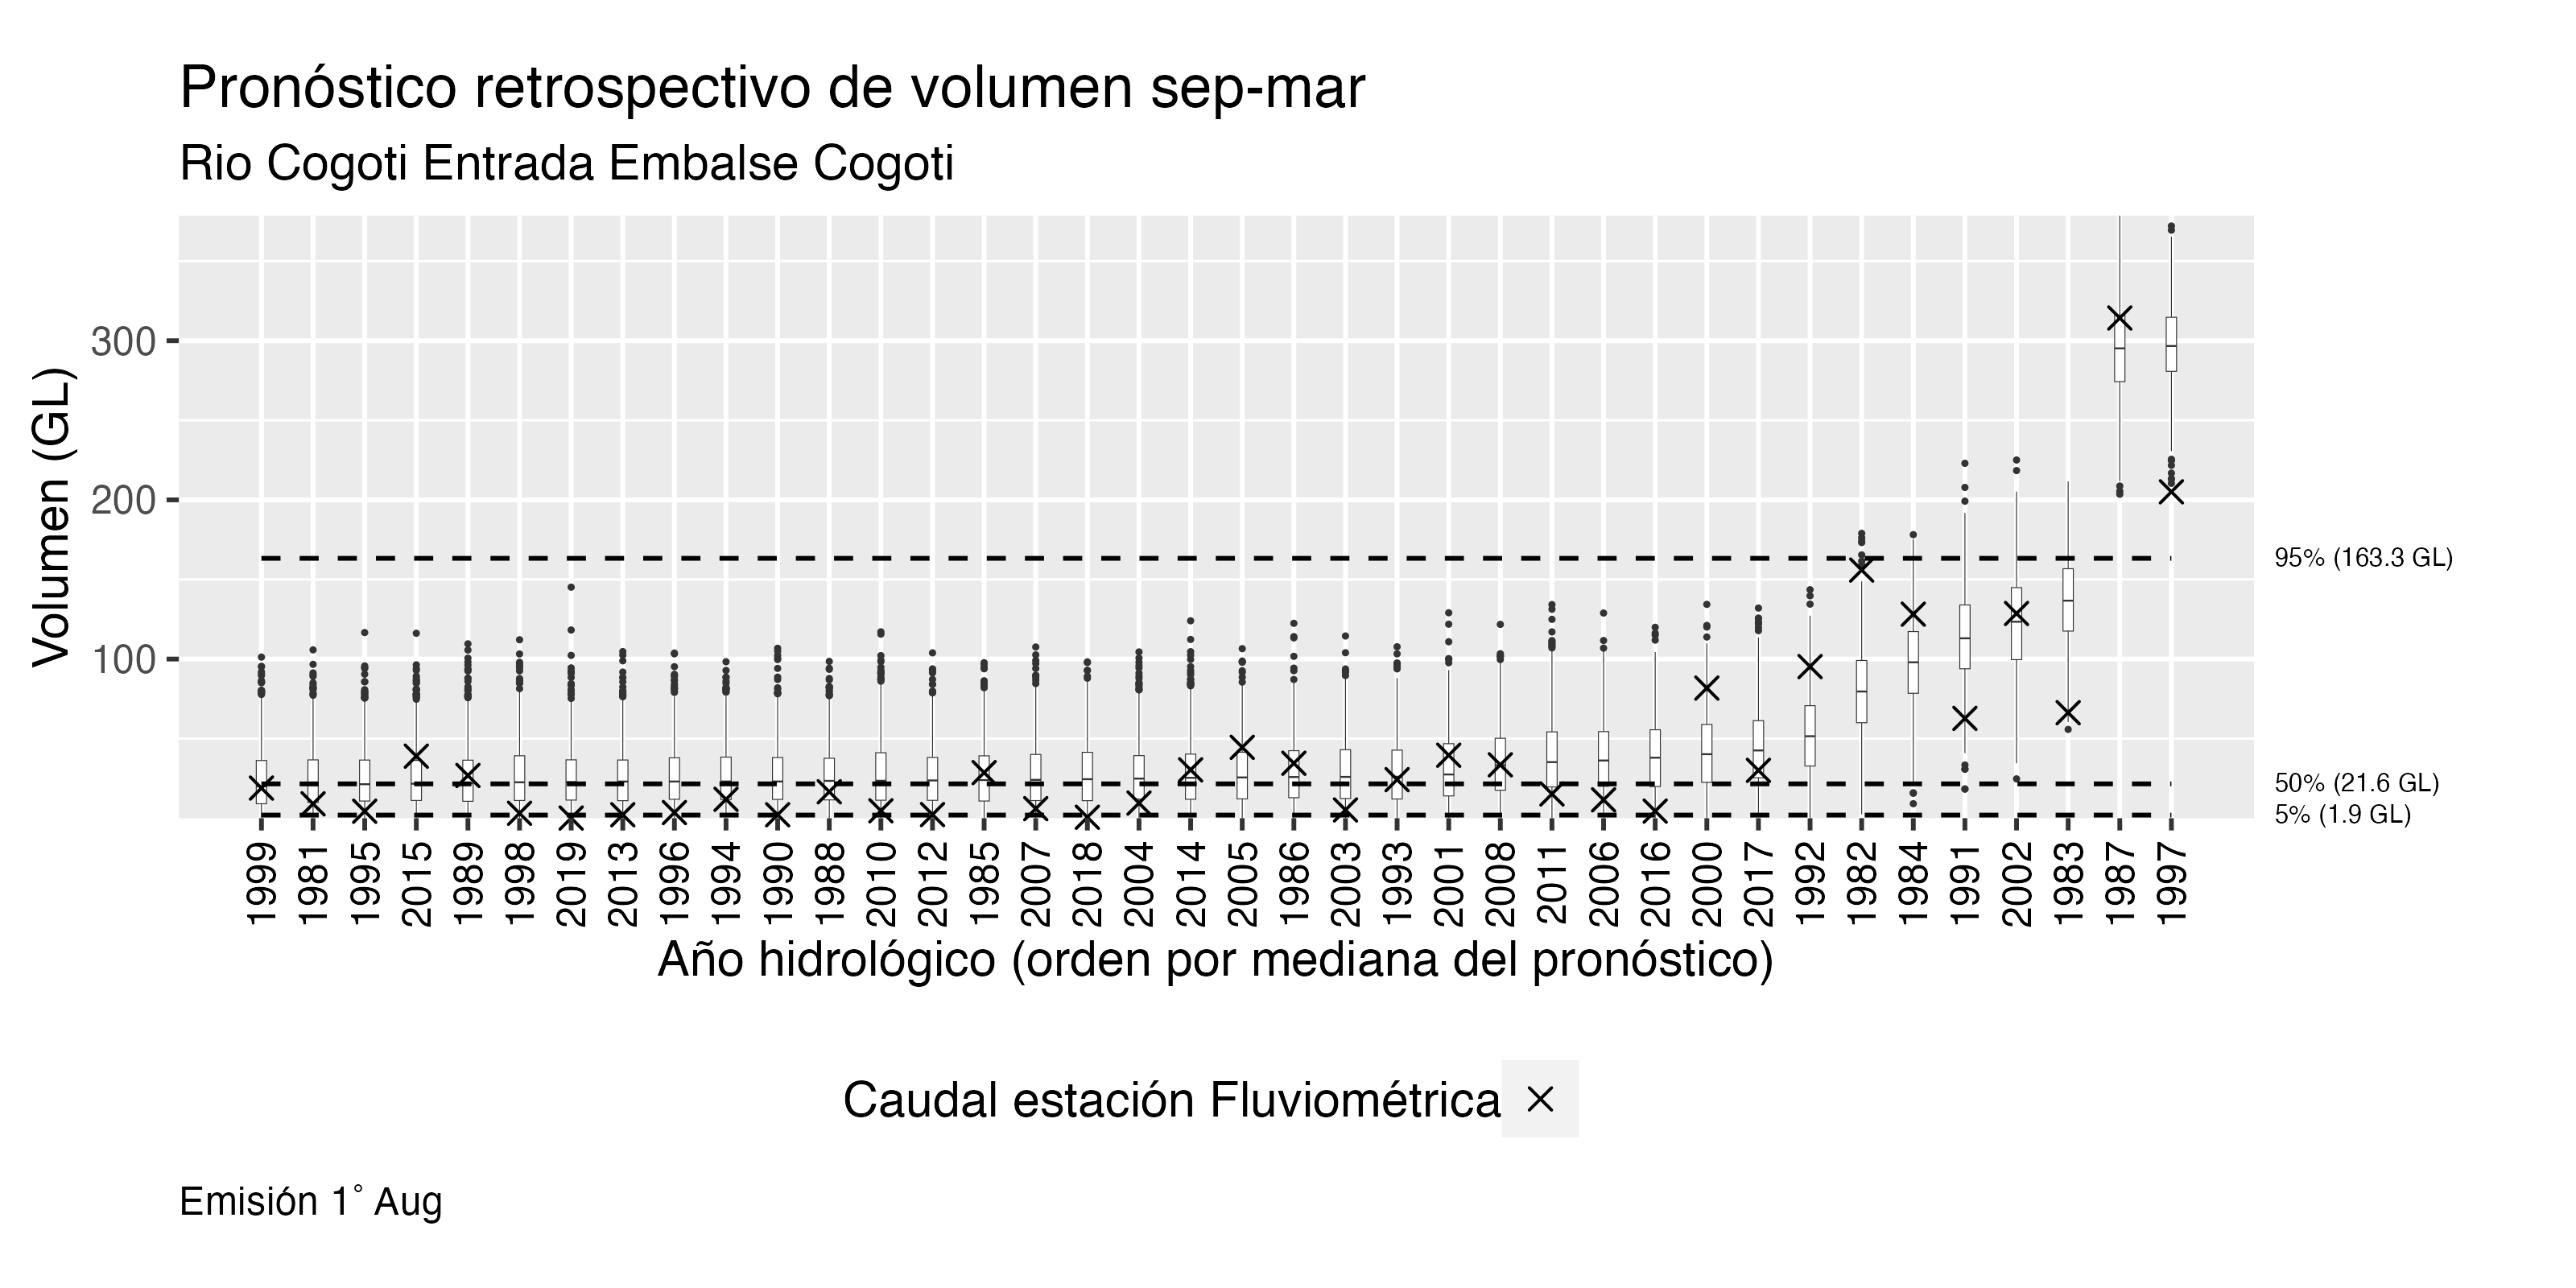 Pronóstico retrospectivo de volumen sep-mar
Rio Cogoti Entrada Embalse Cogoti
Volumen (GL)
300
200
100
95% (163.3 GL)
50% (21.6 GL)
5% (1.9 GL)
1999 1981 1995 2015 1989 1998 2019 2013 1996 1994 1990 1988 2010 2012 1985 2007 2018 2004 2014 2005 1986 2003 1993 2001 2008 2011 2006 2016 2000 2017 1992 1982 1984 1991 2002 1983 1987 1997
Año hidrológico (orden por mediana del pronóstico)
Caudal estación Fluviométrica
Emisión 1° Aug